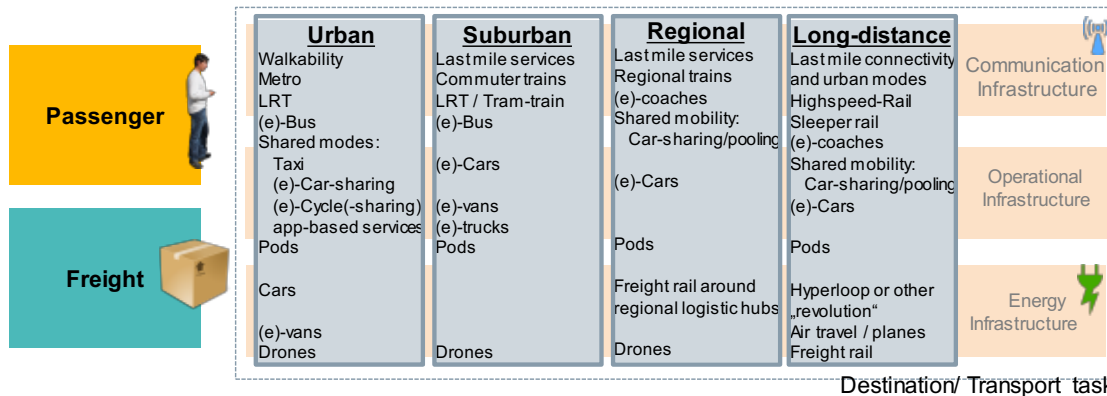 Passenger
Freight
Urban
Walkability
Metro
LRT
(e)-Bus
Shared modes:
Taxi
(e)-Car-sharing
(e)-Cycle(-sharing)
app-based services
Pods
Cars
(e)-vans
Drones
Suburban
Last mile services
Commuter trains
LRT / Tram-train
(e)-Bus
(e)-Cars
(e)-vans
(e)-trucks
Pods
Drones
Regional
Last mile services
Regional trains
(e)-coaches
Shared mobility:
Car-sharing/pooling
(e)-Cars
Pods
Freight rail around
regional logistic hubs
Drones
Long-distance
Last mile connectivity
and urban modes
Highspeed-Rail
Sleeper rail
(e)-coaches
Shared mobility:
Car-sharing/pooling
(e)-Cars
Pods
Hyperloop or other
„revolution“
Air travel / planes
Freight rail
Communication
Infrastructure
Operational
Infrastructure
Energy
Infrastructure
Destination/ Transport task